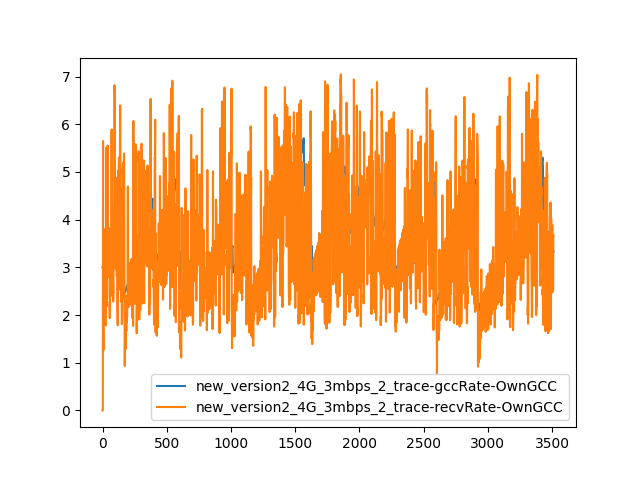 7
6
5
4
3
2
1
0
new_version2_4G_3mbps_2_trace-gccRate-OwnGCC
new_version2_4G_3mbps_2_trace-recvRate-OwnGCC
0 500 1000 1500 2000 2500 3000 3500